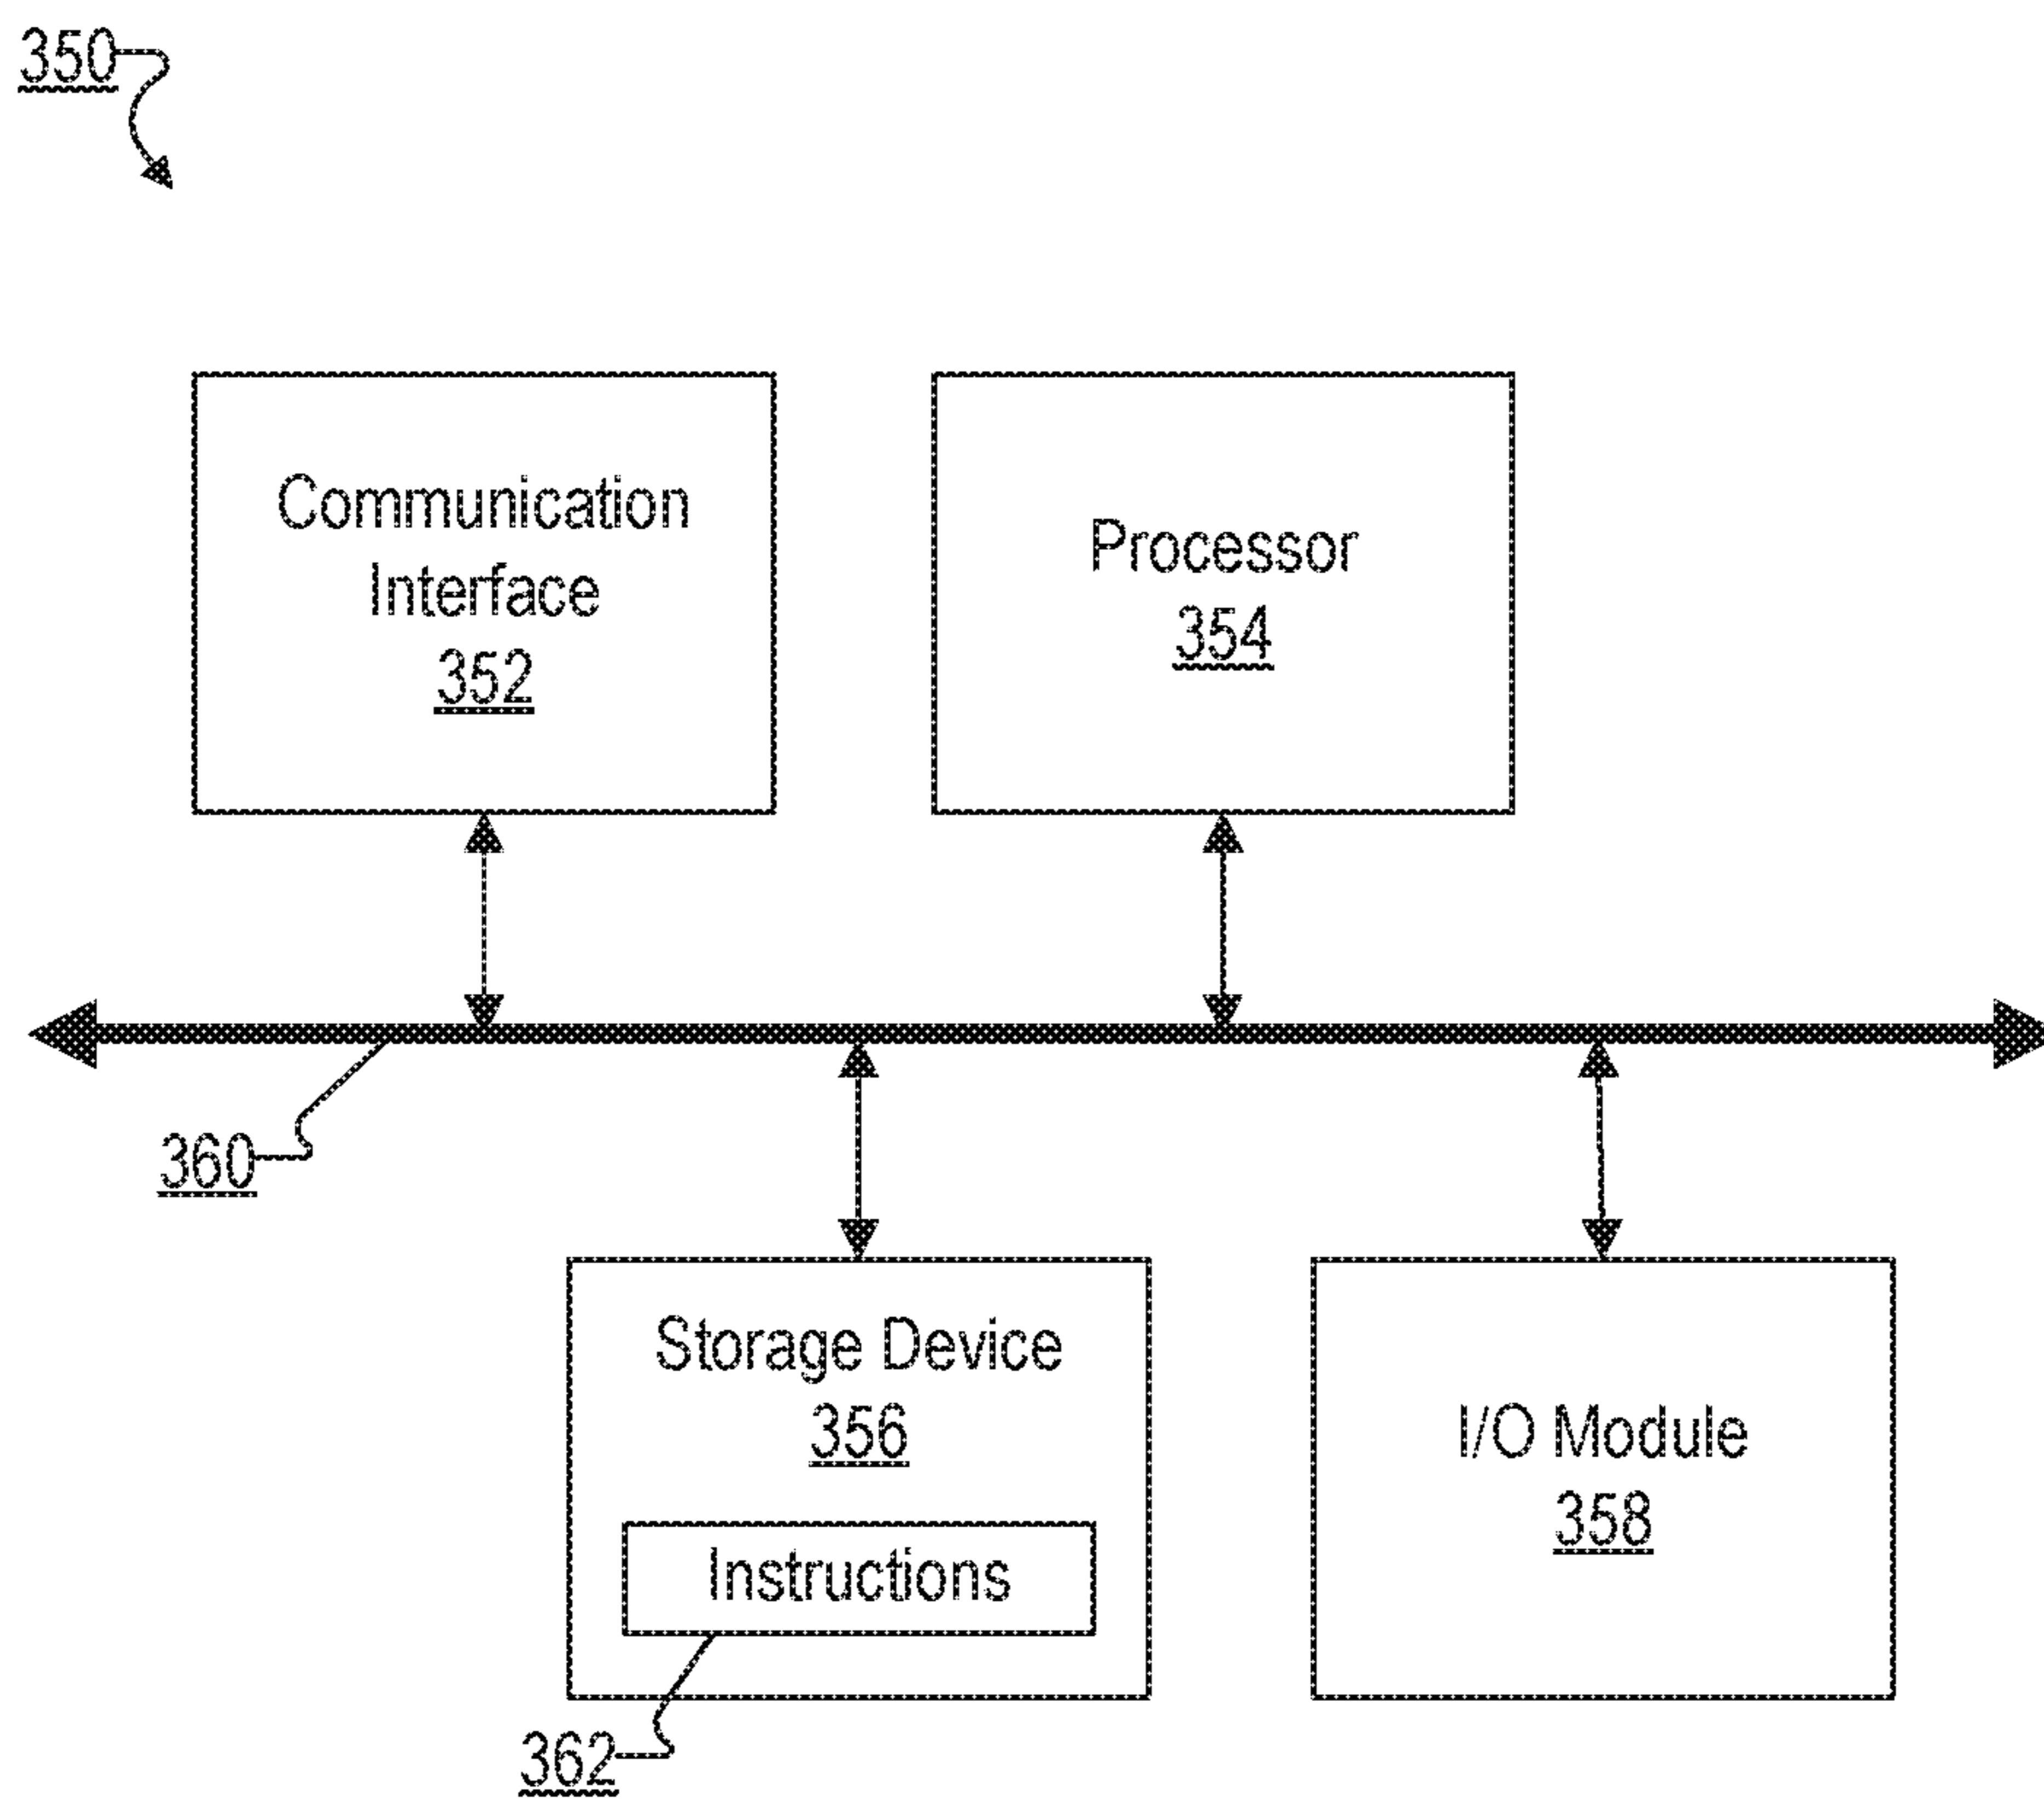 350
Communication
Interface
352
Processor
354
360
Storage Device
356
Instructions
362
I/O Module
358